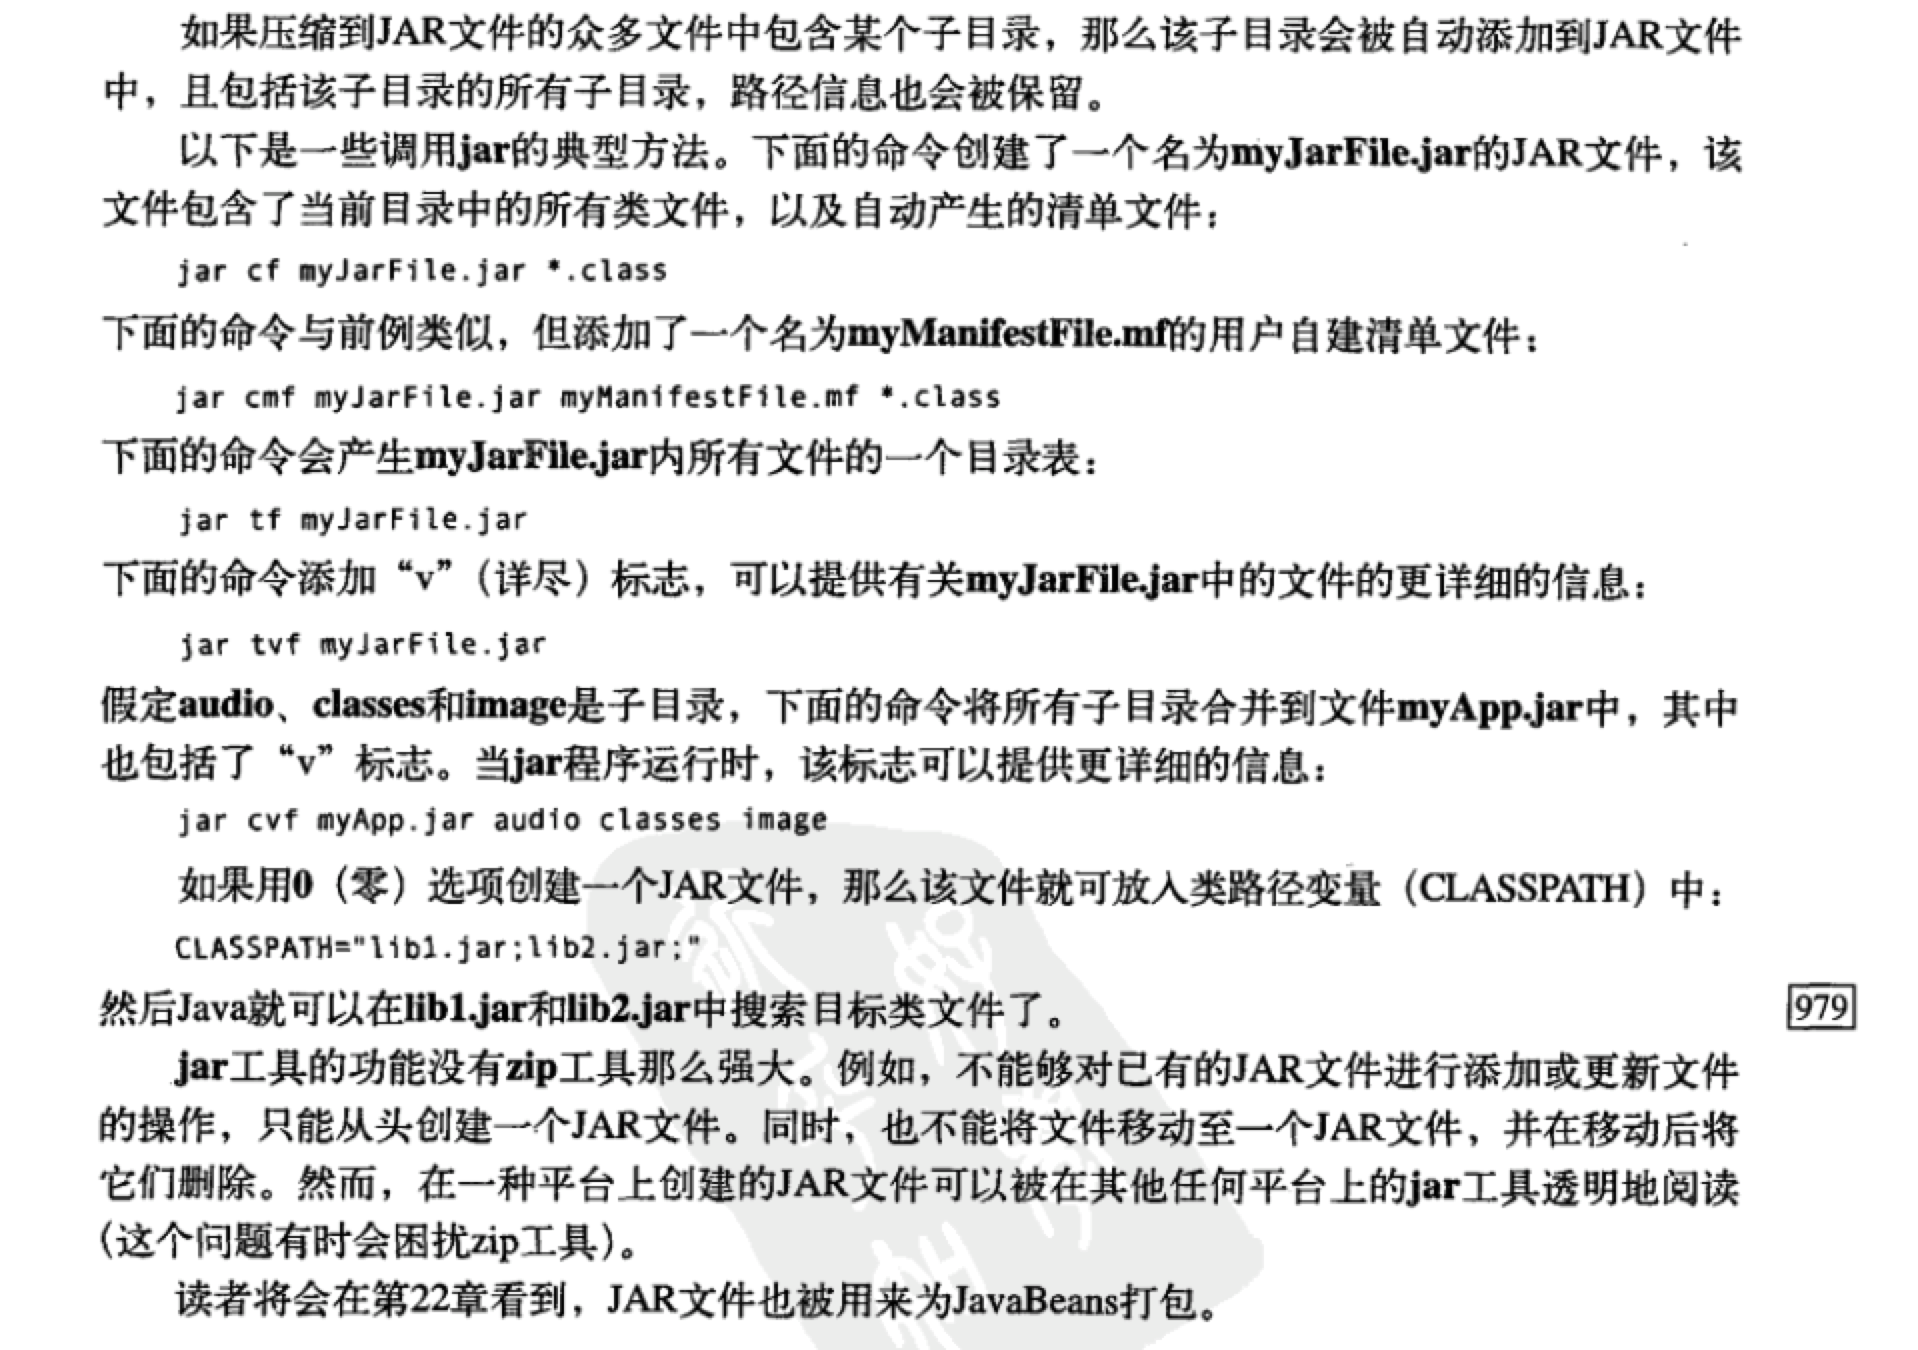 如果压缩到JAR文件的众多文件中包含某个子目录，那么该子目录会被自动添加到JAR文件
中，且包括该子目录的所有子目录，路径信息也会被保留。
以下是一些调用jar的典型方法。下面的命令创建了一个名为myJarFile.jar的JAR文件，该
文件包含了当前目录中的所有类文件，以及自动产生的清单文件：
jar cf myJarFile.jar *.class
下面的命令与前例类似，但添加了一个名为myManifestFile.mf的用户自建清单文件：
jar cmf myJarFile.jar myManifestFile.mf *.class
下面的命令会产生myJarFile.jar内所有文件的一个目录表：
jar tf myJarFile.jar
下面的命令添加“v”（详尽）标志，可以提供有关myJarFile.jar中的文件的更详细的信息：
jar tvf myJarFile.jar
假定audio、classes和image是子目录，下面的命令将所有子目录合并到文件myApp.jar中，其中
也包括了“v”标志。当jar程序运行时，该标志可以提供更详细的信息：
jar cvf myApp.jar audio classes image
如果用0（零）选项创建一个JAR文件，那么该文件就可放入类路径变量（CLASSPATH）中：
CLASSPATH="lib1.jar;lib2.jar;"
然后Java就可以在lib1.jar和lib2.jar中搜索目标类文件了。
979
jar工具的功能没有zip工具那么强大。例如，不能够对已有的JAR文件进行添加或更新文件
的操作，只能从头创建一个JAR文件。同时，也不能将文件移动至一个JAR文件，并在移动后将
它们删除。然而，在一种平台上创建的JAR文件可以被在其他任何平台上的jar工具透明地阅读
（这个问题有时会困扰zip工具）。
读者将会在第22章看到，JAR文件也被用来为JavaBeans打包。